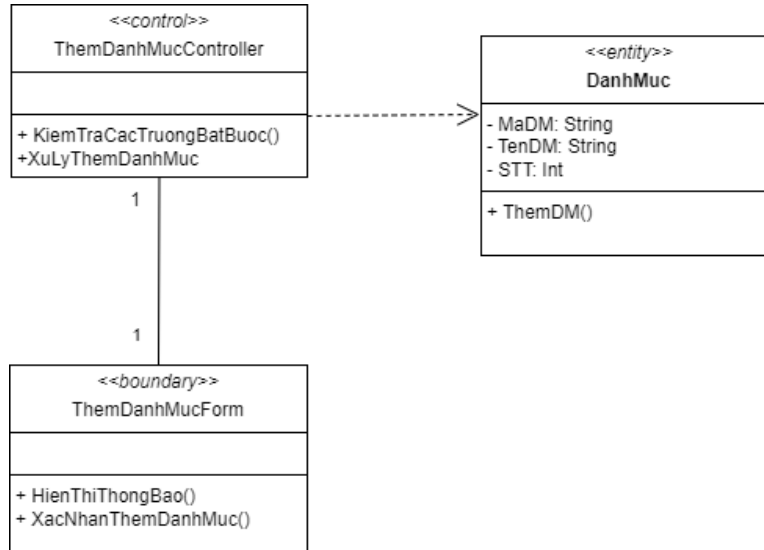 <<control>>
ThemDanhMucController
+ KiemTraCacTruongBatBuoc()
+XuLyThemDanhMuc
<<entity>>
DanhMuc
- MaDM: String
- TenDM: String
- STT: Int
+ ThemDM()
1
1
<<boundary>>
ThemDanhMucForm
+ HienThiThongBao()
+ XacNhanThemDanhMuc()